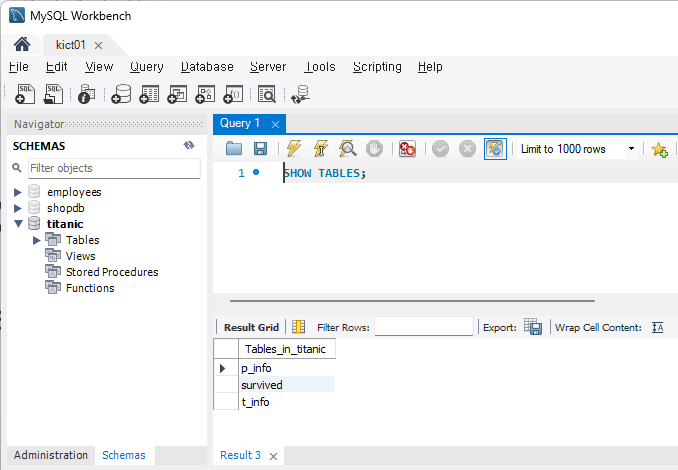 MySQL Workbench
kict01
File Edit View Query Database Server Tools Scripting Help
SQL SQL
Navigator
SCHEMAS
Filter objects
employees
shopdb
titanic
Tables
Views
Stored Procedures
Functions
Administration Schemas
Query 1
Limit to 1000 rows
1 SHOW TABLES;
Result Grid Filter Rows: Export: Wrap Cell Content:
Tables_in_titanic
p_info
survived
t_info
Result 3